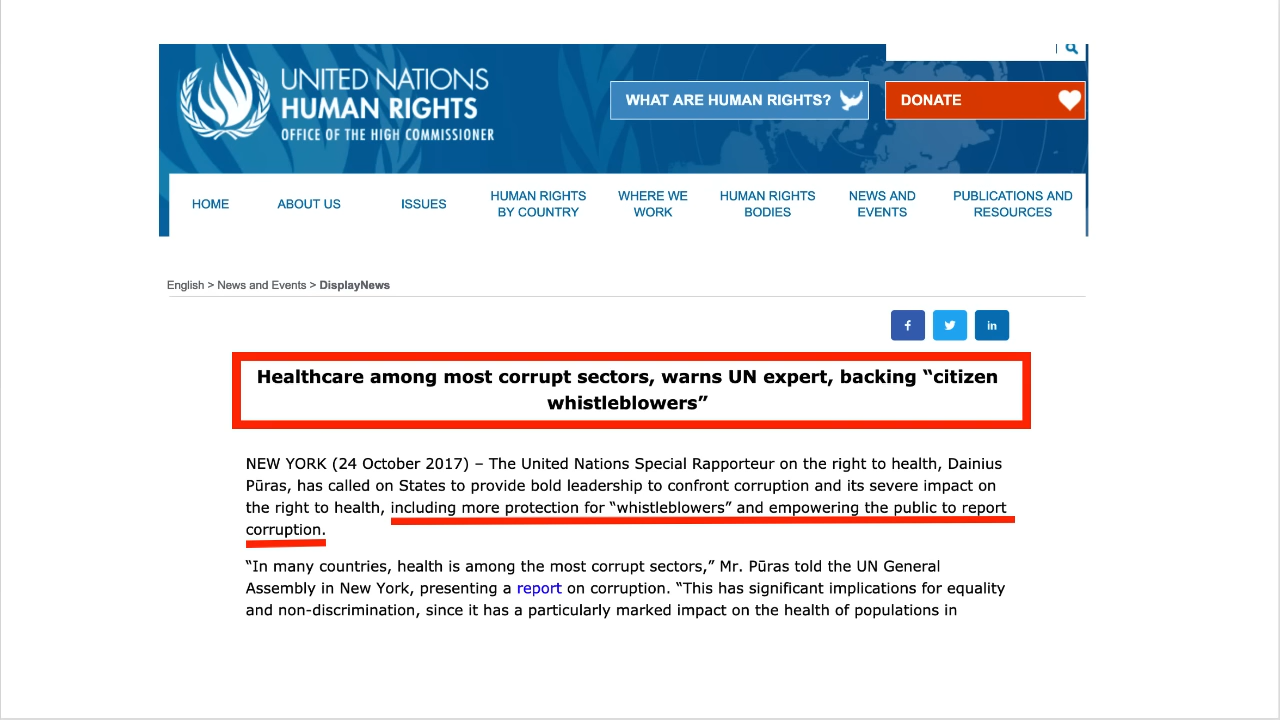 UNITED NATIONS
HUMAN RIGHTS
OFFICE OF THE HIGH COMMISSIONER
WHAT ARE HUMAN RIGHTS?
DONATE
HOME
ABOUT US
ISSUES
HUMAN RIGHTS
BY COUNTRY
WHERE WE
WORK
HUMAN RIGHTS
BODIES
NEWS AND
EVENTS
PUBLICATIONS AND
RESOURCES
English > News and Events > DisplayNews
f
in
Healthcare among most corrupt sectors, warns UN expert, backing “citizen
whistleblowers”
NEW YORK (24 October 2017) – The United Nations Special Rapporteur on the right to health, Dainius
Pūras, has called on States to provide bold leadership to confront corruption and its severe impact on
the right to health, including more protection for “whistleblowers” and empowering the public to report
corruption.
“In many countries, health is among the most corrupt sectors,” Mr. Pūras told the UN General
Assembly in New York, presenting a report on corruption. “This has significant implications for equality
and non-discrimination, since it has a particularly marked impact on the health of populations in